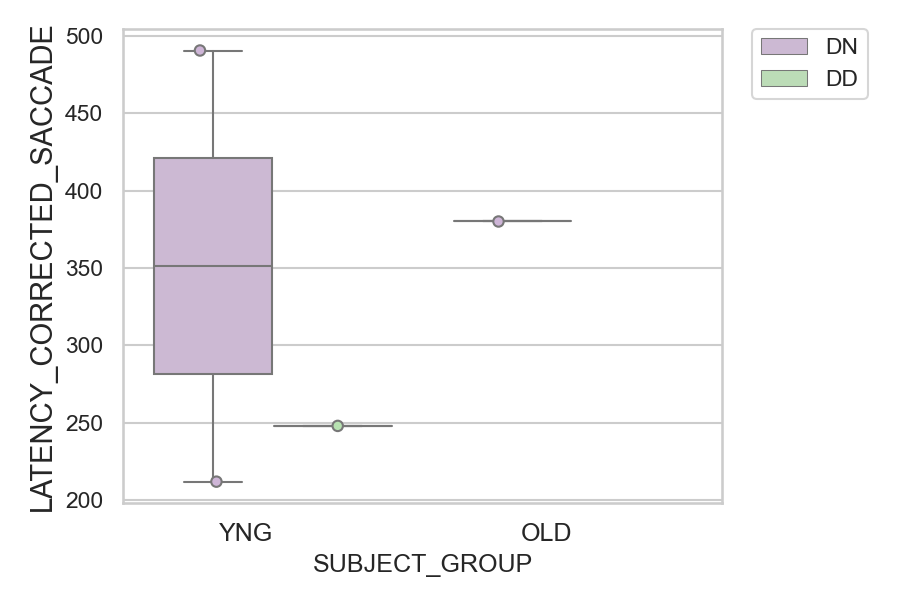 LATENCY_CORRECTED_SACCADE
500
450
400
350
300
250
200
YNG
OLD
SUBJECT_GROUP
DN
DD